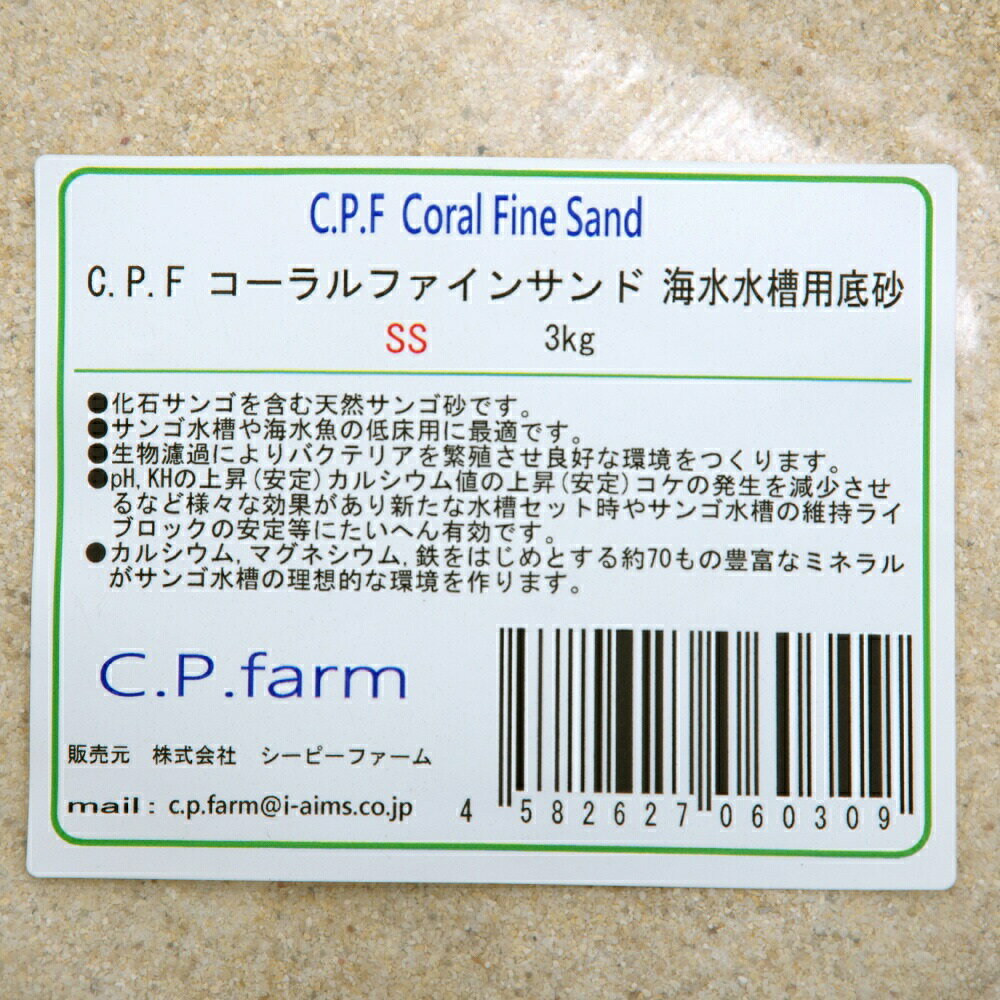 C.P.F Coral Fine Sand
C.P.F コーラルファインサンド 海水水槽用底砂
SS 3kg
●化石サンゴを含む天然サンゴ砂です。
●サンゴ水槽や海水魚の低床用に最適です。
●生物濾過によりバクテリアを繁殖させ良好な環境をつくります。
●pH,KHの上昇(安定)カルシウム値の上昇(安定)コケの発生を減少させ
るなど様々な効果があり新たな水槽セット時やサンゴ水槽の維持ライ
ブロックの安定等にたいへん有効です。
●カルシウム,マグネシウム,鉄をはじめとする約70もの豊富なミネラル
がサンゴ水槽の理想的な環境を作ります。
C.P.farm
販売元 株式会社 シーピーファーム
mail: c.p.farm@i-aims.co.jp
4 582627 060309